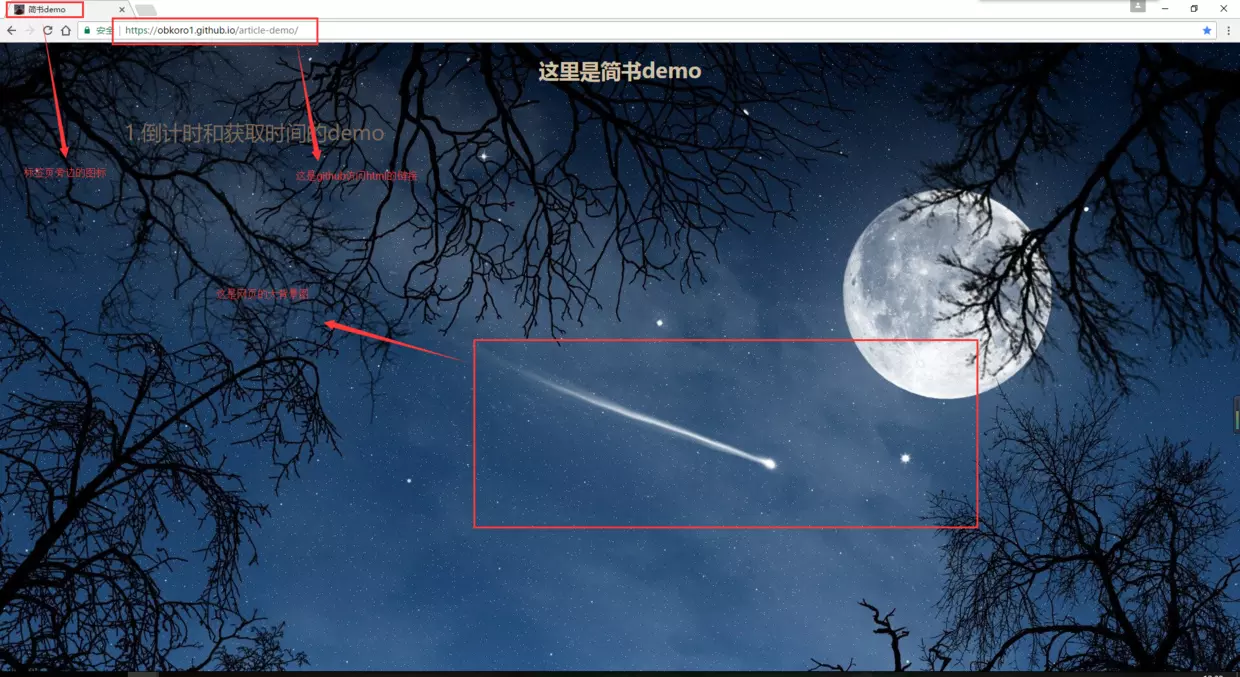 简书demo
安全 https://obkoro1.github.io/article-demo/
这里是简书demo
1.倒计时和获取时间的demo
标签页旁边的图标
这是github访问html的链接
这是网页的大背景图